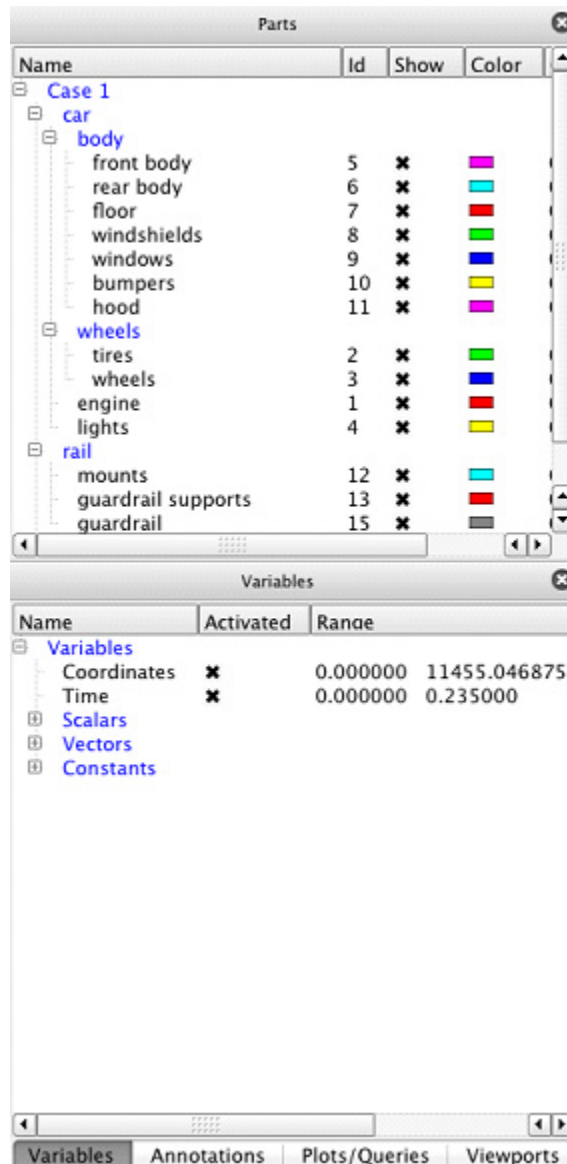 Parts
Name Id Show Color
Case 1
car
body
front body 5
rear body 6
floor 7
windshields 8
windows 9
bumpers 10
hood 11
wheels
tires 2
wheels 3
engine 1
lights 4
rail
mounts 12
guardrail supports 13
guardrail 15
Variables
Name Activated Range
Variables
Coordinates 0.000000 11455.046875
Time 0.000000 0.235000
Scalars
Vectors
Constants
Variables Annotations Plots/Queries Viewports